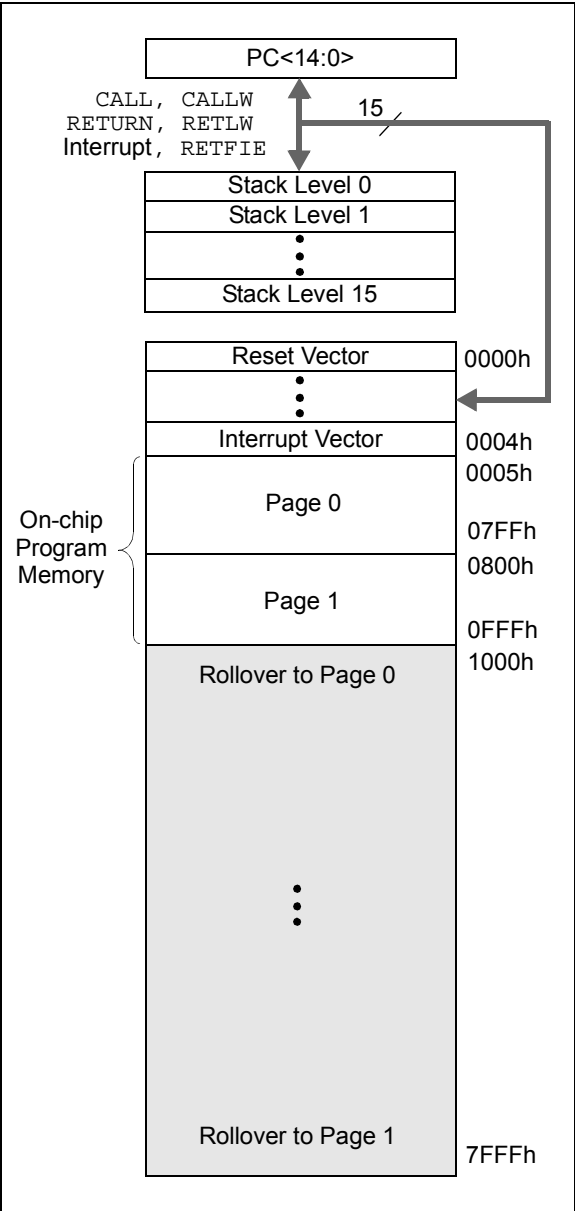 PC<14:0>
CALL, CALLW
15
RETURN, RETLW
Interrupt, RETFIE
Stack Level 0
Stack Level 1
Stack Level 15
Reset Vector
0000h
Interrupt Vector
0004h
0005h
Page 0
On-chip
Program
Memory
07FFh
0800h
Page 1
0FFFh
1000h
Rollover to Page 0
Rollover to Page 1
7FFFh